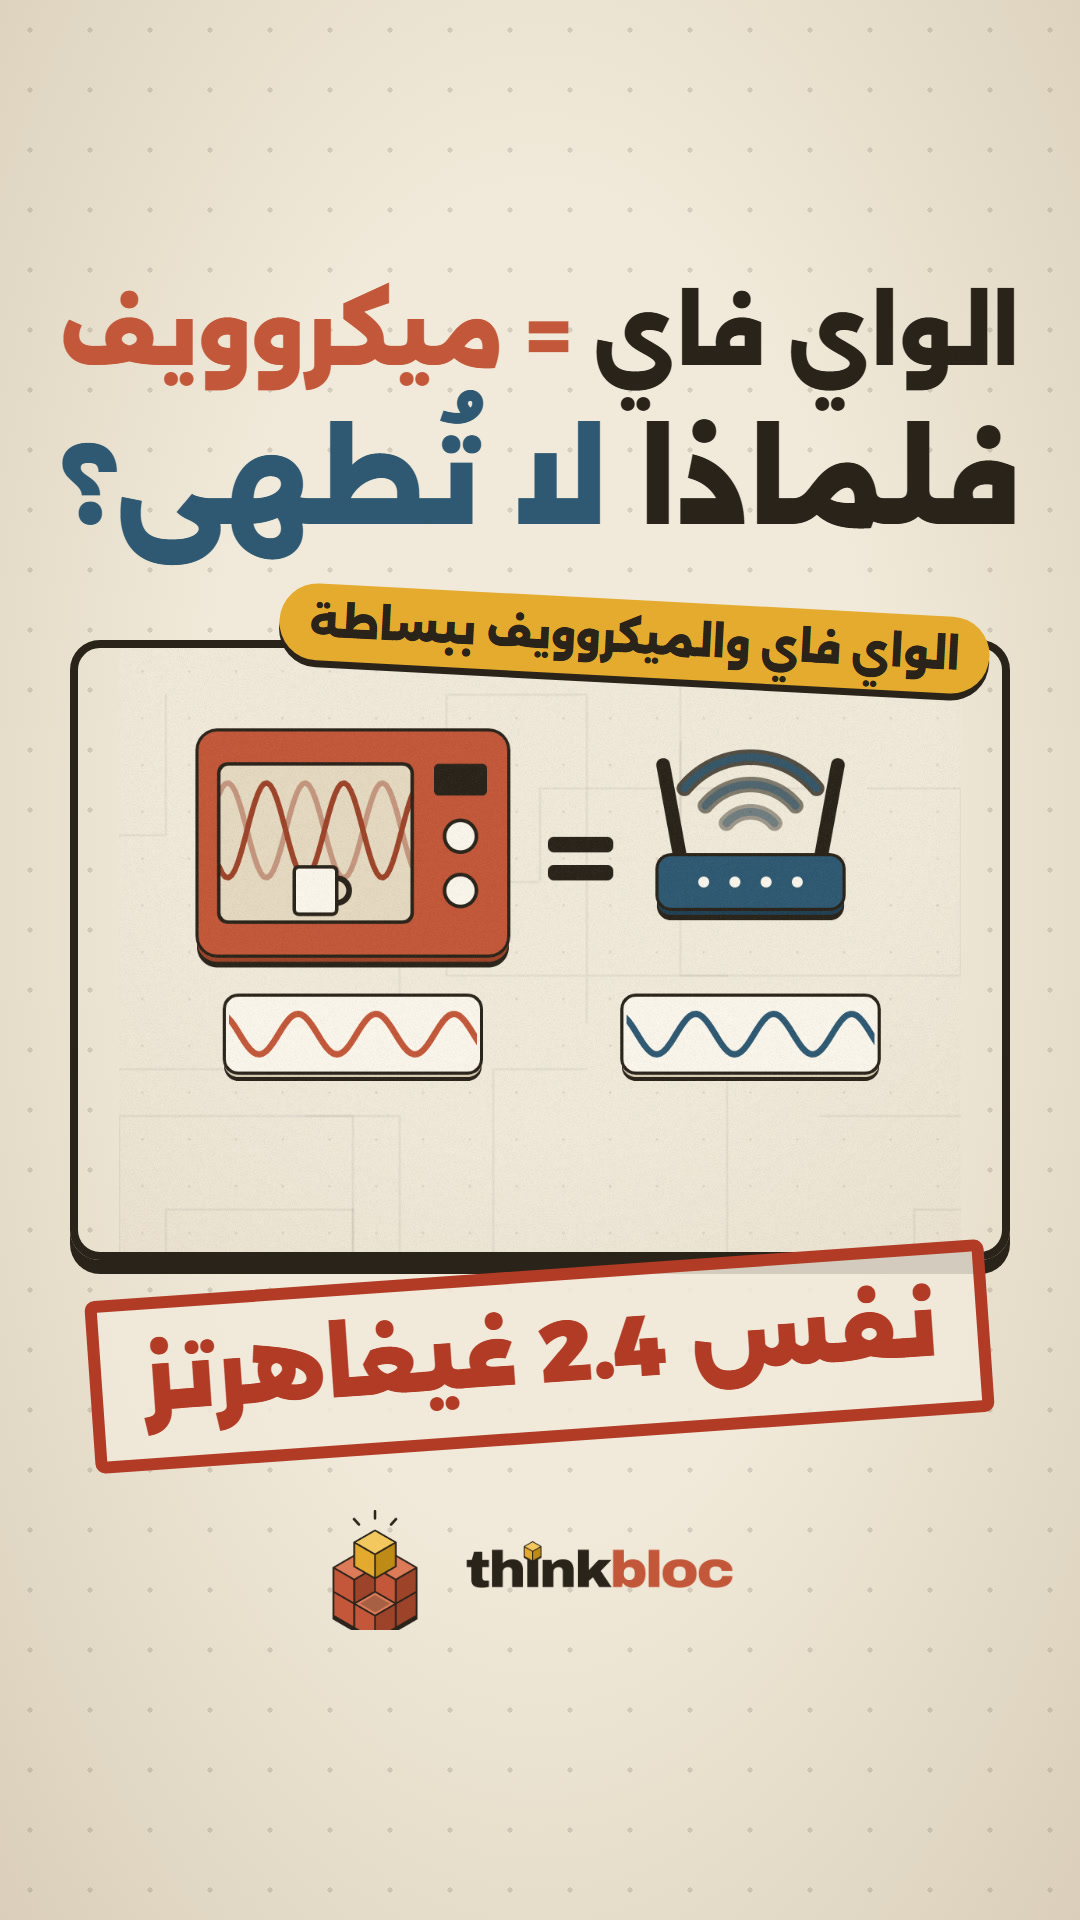 الواي فاي = ميكروويف
فلماذا لا تُطهى؟
الواي فاي والميكروويف ببساطة
نفس 2.4 غيغاهرتز
thinkbloc